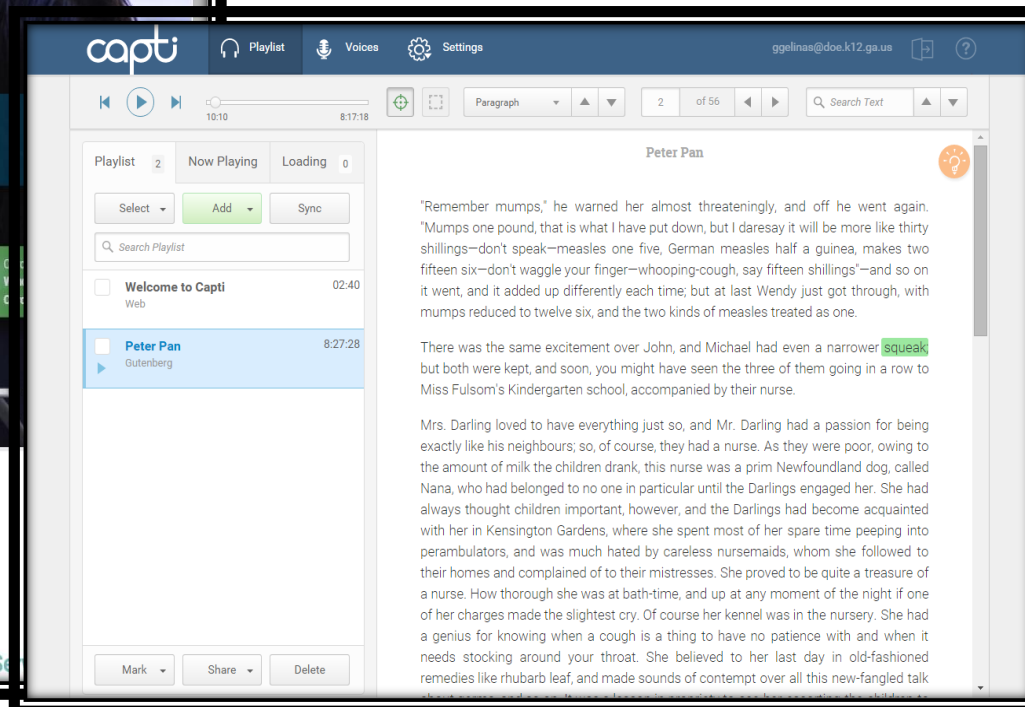 capti
Playlist
Voices
Settings
ggelinas@doe.k12.ga.us
?
10:10
8:17:18
Paragraph
2
of 56
Search Text
Playlist 2
Now Playing
Loading 0
Select
Add
Sync
Search Playlist
Welcome to Capti
02:40
Web
Peter Pan
8:27:28
Gutenberg
Mark
Share
Delete
Peter Pan
"Remember mumps," he warned her almost threateningly, and off he went again.
"Mumps one pound, that is what I have put down, but I daresay it will be more like thirty
shillings—don't speak—measles one five, German measles half a guinea, makes two
fifteen six—don't waggle your finger—whooping-cough, say fifteen shillings"—and so on
it went, and it added up differently each time; but at last Wendy just got through, with
mumps reduced to twelve six, and the two kinds of measles treated as one.
There was the same excitement over John, and Michael had even a narrower squeak;
but both were kept, and soon, you might have seen the three of them going in a row to
Miss Fulsom's Kindergarten school, accompanied by their nurse.
Mrs. Darling loved to have everything just so, and Mr. Darling had a passion for being
exactly like his neighbours; so, of course, they had a nurse. As they were poor, owing to
the amount of milk the children drank, this nurse was a prim Newfoundland dog, called
Nana, who had belonged to no one in particular until the Darlings engaged her. She had
always thought children important, however, and the Darlings had become acquainted
with her in Kensington Gardens, where she spent most of her spare time peeping into
perambulators, and was much hated by careless nursemaids, whom she followed to
their homes and complained of to their mistresses. She proved to be quite a treasure of
a nurse. How thorough she was at bath-time, and up at any moment of the night if one
of her charges made the slightest cry. Of course her kennel was in the nursery. She had
a genius for knowing when a cough is a thing to have no patience with and when it
needs stocking around your throat. She believed to her last day in old-fashioned
remedies like rhubarb leaf, and made sounds of contempt over all this new-fangled talk